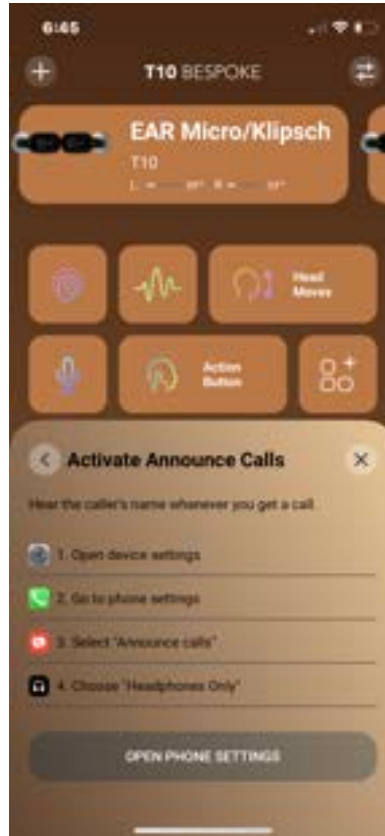 6:45
T10 BESPOKE
EAR Micro/Klipsch
T10
Head
Moves
Action
Button
Activate Announce Calls
Hear the caller's name whenever you get a call.
1. Open device settings
2. Go to phone settings
3. Select "Announce calls"
4. Choose "Headphones Only"
OPEN PHONE SETTINGS